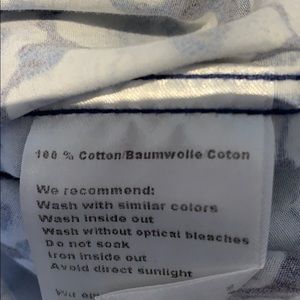 100 % Cotton/Baumwolle/Coton
We recommend:
Wash with similar colors
Wash inside out
Wash without optical bleaches
Do not soak
Iron inside out
Avoid direct sunlight